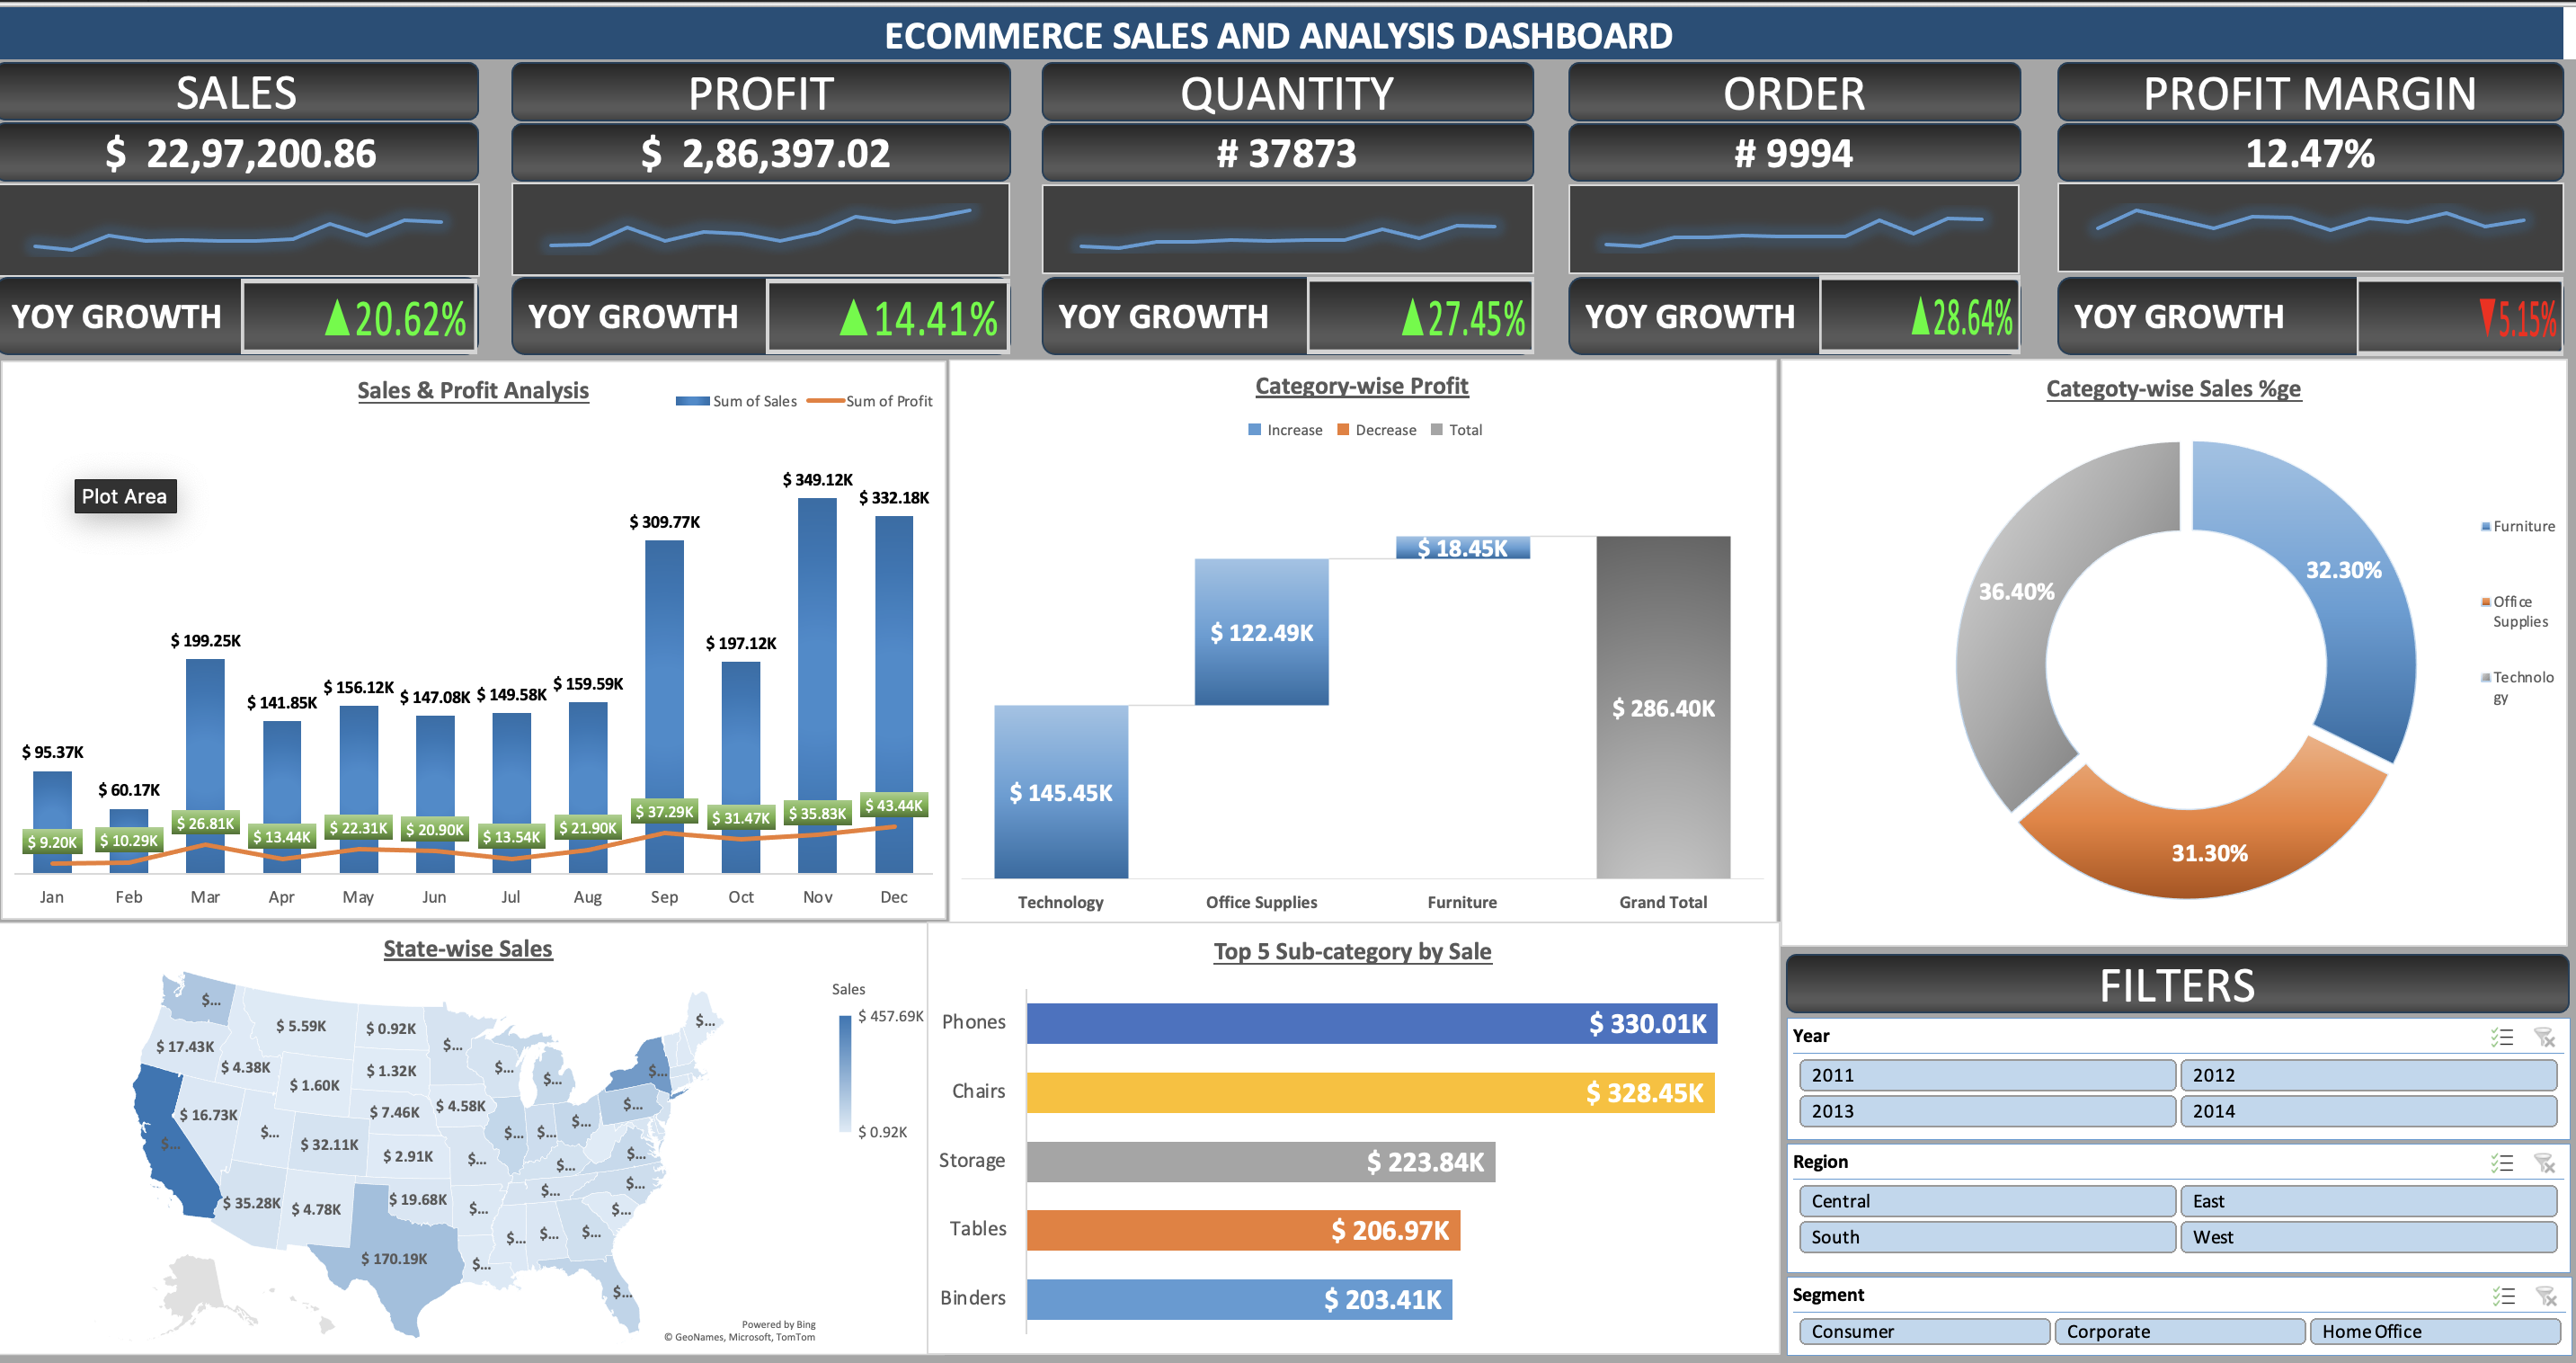 ECOMMERCE SALES AND ANALYSIS DASHBOARD
SALES
$ 22,97,200.86
YOY GROWTH
▲20.62%
PROFIT
$ 2,86,397.02
YOY GROWTH
▲14.41%
QUANTITY
# 37873
YOY GROWTH
▲27.45%
ORDER
# 9994
YOY GROWTH
▲28.64%
PROFIT MARGIN
12.47%
YOY GROWTH
▼5.15%
Sales & Profit Analysis
Sum of Sales
Sum of Profit
Plot Area
$ 95.37K
$ 60.17K
$ 199.25K
$ 141.85K
$ 156.12K
$ 147.08K
$ 149.58K
$ 159.59K
$ 309.77K
$ 197.12K
$ 349.12K
$ 332.18K
$ 9.20K
$ 10.29K
$ 26.81K
$ 13.44K
$ 22.31K
$ 20.90K
$ 13.54K
$ 21.90K
$ 37.29K
$ 31.47K
$ 35.83K
$ 43.44K
Jan
Feb
Mar
Apr
May
Jun
Jul
Aug
Sep
Oct
Nov
Dec
Category-wise Profit
Increase
Decrease
Total
$ 145.45K
$ 122.49K
$ 18.45K
$ 286.40K
Technology
Office Supplies
Furniture
Grand Total
Categoty-wise Sales %ge
36.40%
32.30%
31.30%
Furniture
Office
Supplies
Technolo
gy
State-wise Sales
Sales
$ 457.69K
$ 0.92K
$...
$ 5.59K
$ 0.92K
$...
$...
$ 17.43K
$ 4.38K
$ 1.60K
$ 1.32K
$...
$...
$...
$ 16.73K
$ 7.46K
$ 4.58K
$...
$...
$...
$...
$...
$...
$ 32.11K
$ 2.91K
$...
$...
$...
$ 35.28K
$ 4.78K
$ 19.68K
$...
$...
$...
$...
$...
$...
$...
$ 170.19K
$...
$...
Powered by Bing
© GeoNames, Microsoft, TomTom
Top 5 Sub-category by Sale
Phones
$ 330.01K
Chairs
$ 328.45K
Storage
$ 223.84K
Tables
$ 206.97K
Binders
$ 203.41K
FILTERS
Year
2011
2012
2013
2014
Region
Central
East
South
West
Segment
Consumer
Corporate
Home Office